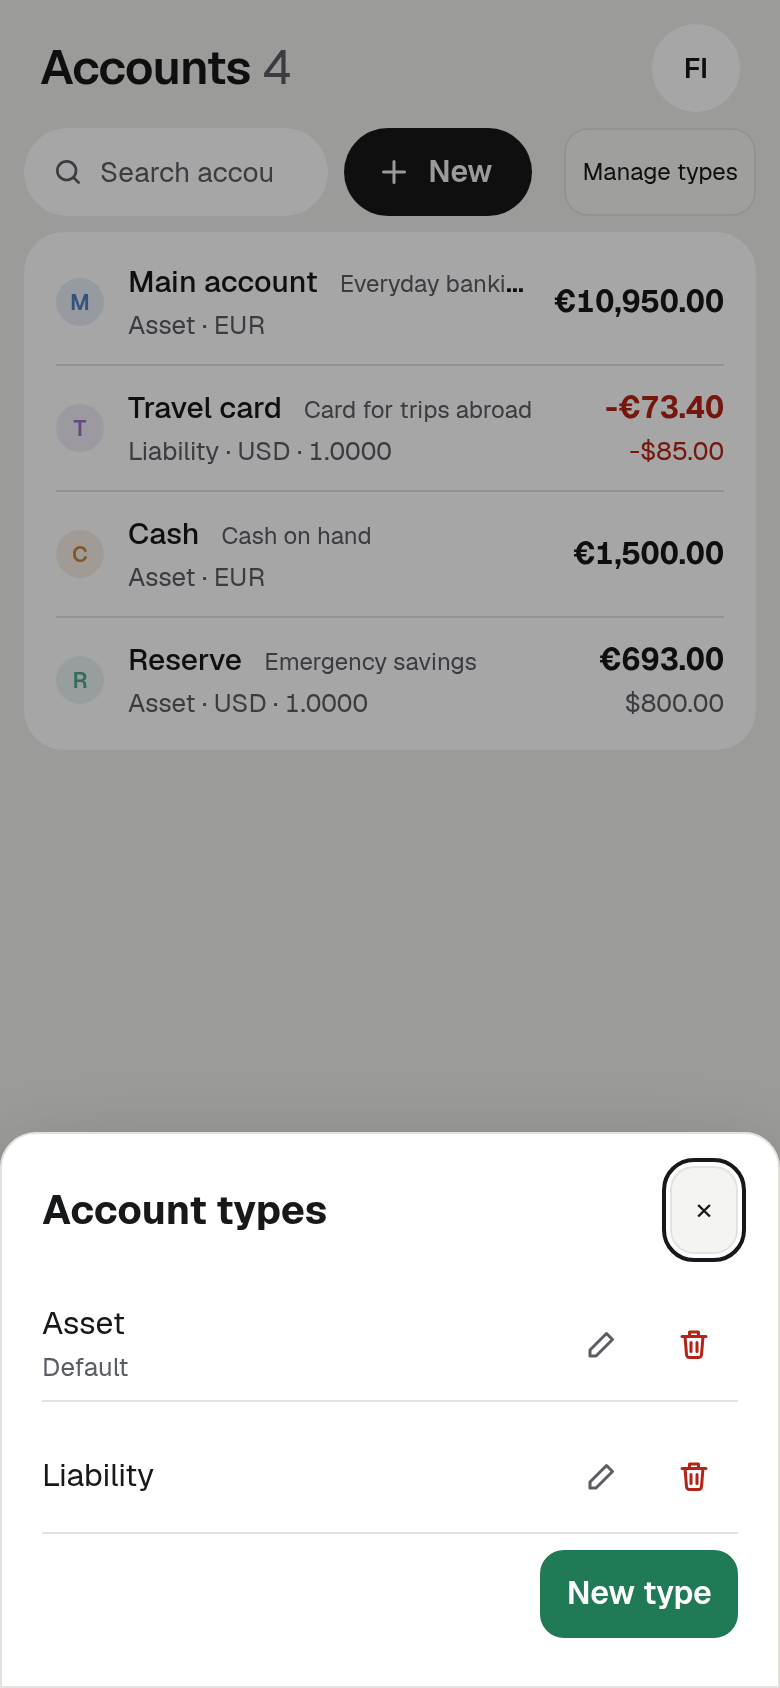 Accounts 4
FI
Search accou
New
Manage types
M
Main account Everyday banki...
€10,950.00
Asset · EUR
T
Travel card Card for trips abroad
-€73.40
Liability · USD · 1.0000
-$85.00
C
Cash Cash on hand
€1,500.00
Asset · EUR
R
Reserve Emergency savings
€693.00
Asset · USD · 1.0000
$800.00
Account types
×
Asset
Default
Liability
New type